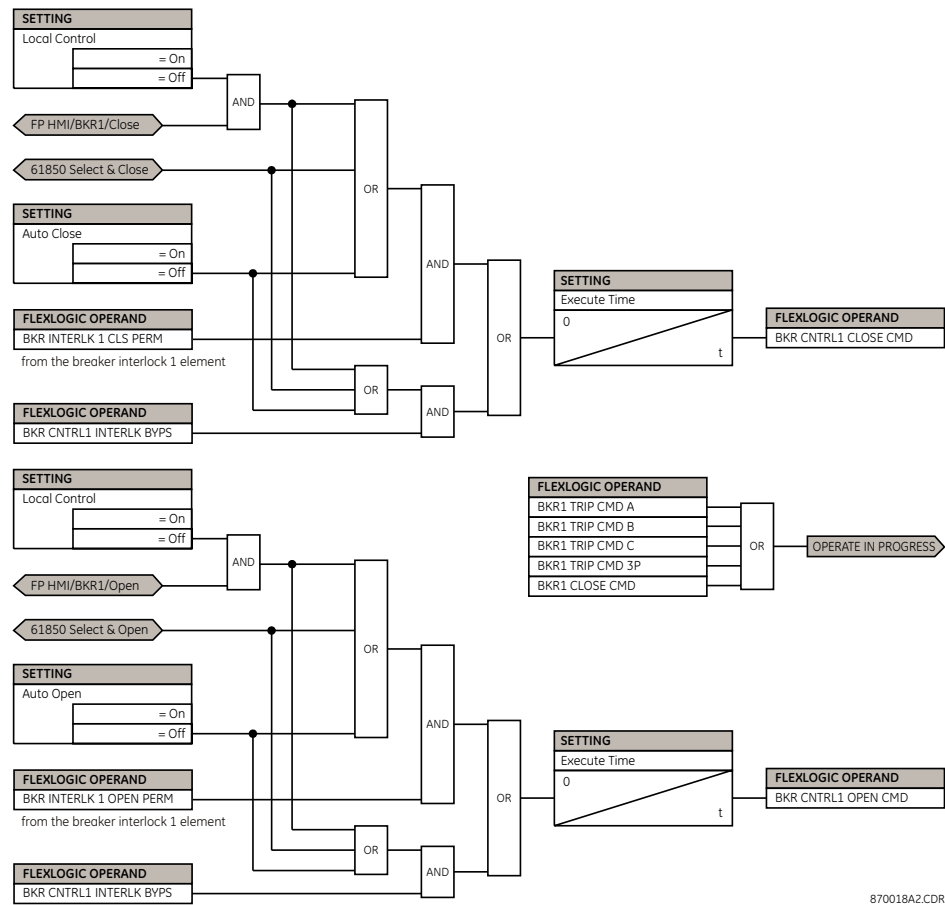 SETTING
Local Control
= On
= Off
AND
FP HMI/BKR1/Close
61850 Select & Close
OR
SETTING
Auto Close
= On
= Off
AND
FLEXLOGIC OPERAND
BKR INTERLK 1 CLS PERM
from the breaker interlock 1 element
OR
SETTING
Execute Time
0
t
FLEXLOGIC OPERAND
BKR CNTRL1 CLOSE CMD
OR
AND
FLEXLOGIC OPERAND
BKR CNTRL1 INTERLK BYPS
SETTING
Local Control
= On
= Off
AND
FP HMI/BKR1/Open
61850 Select & Open
OR
FLEXLOGIC OPERAND
BKR1 TRIP CMD A
BKR1 TRIP CMD B
BKR1 TRIP CMD C
BKR1 TRIP CMD 3P
BKR1 CLOSE CMD
OR
OPERATE IN PROGRESS
SETTING
Auto Open
= On
= Off
AND
FLEXLOGIC OPERAND
BKR INTERLK 1 OPEN PERM
from the breaker interlock 1 element
OR
SETTING
Execute Time
0
t
FLEXLOGIC OPERAND
BKR CNTRL1 OPEN CMD
OR
AND
FLEXLOGIC OPERAND
BKR CNTRL1 INTERLK BYPS
870018A2.CDR